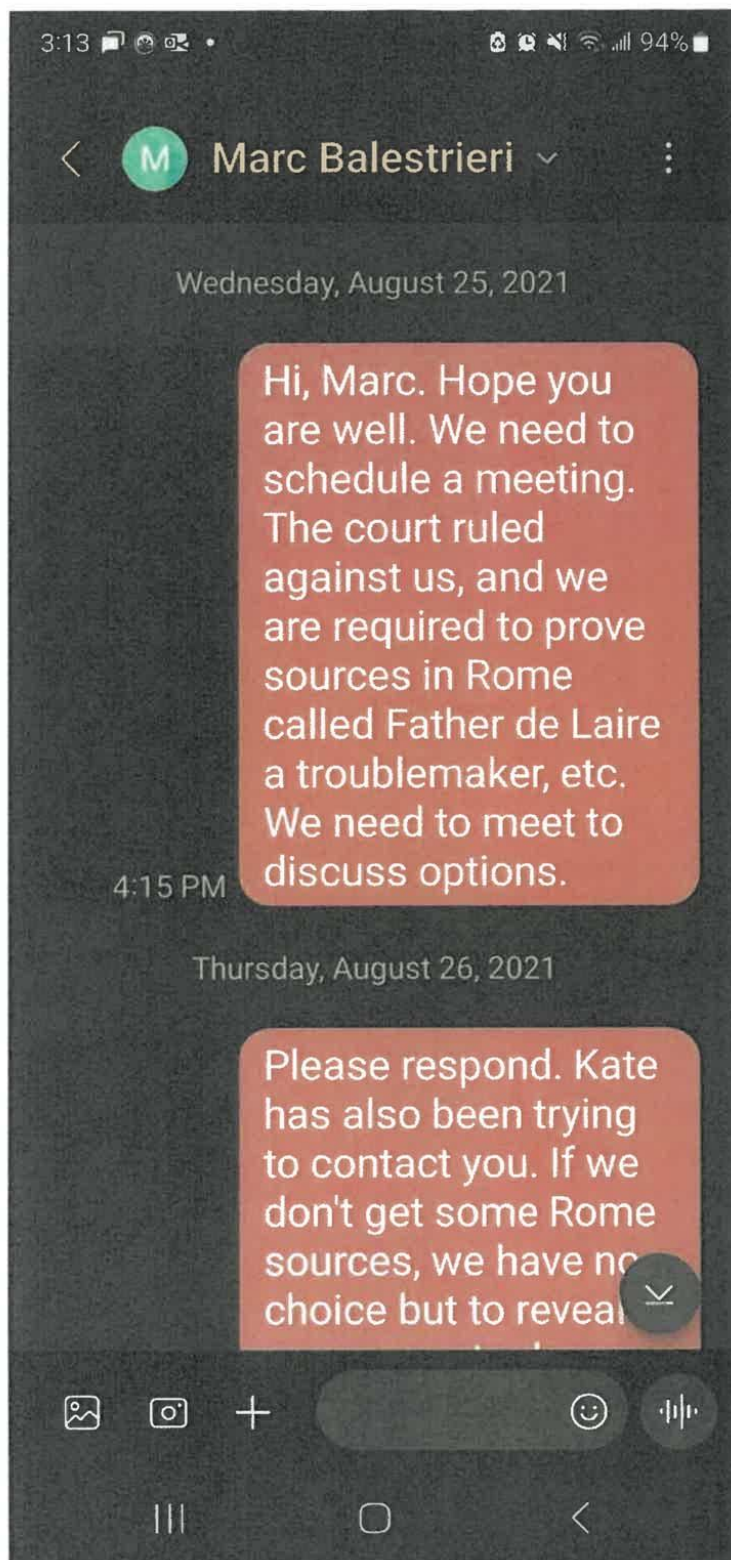 3:13 94%
M Marc Balestrieri
Wednesday, August 25, 2021
Hi, Marc. Hope you
are well. We need to
schedule a meeting.
The court ruled
against us, and we
are required to prove
sources in Rome
called Father de Laire
a troublemaker, etc.
We need to meet to
discuss options.
4:15 PM
Thursday, August 26, 2021
Please respond. Kate
has also been trying
to contact you. If we
don't get some Rome
sources, we have no
choice but to reveal